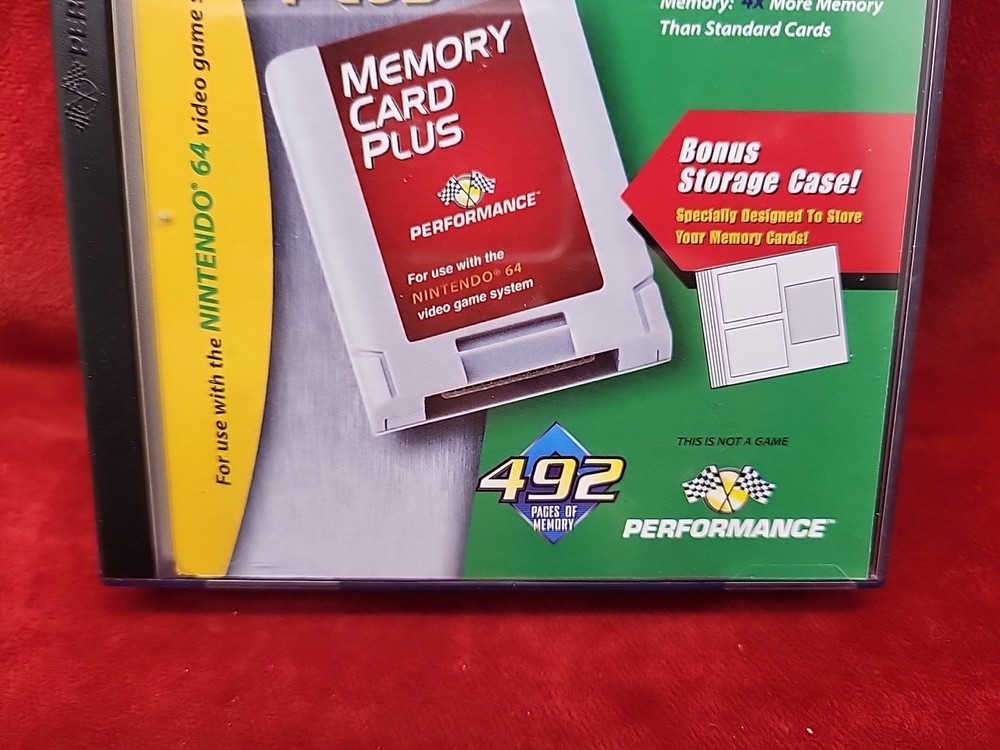 Memory: 4X More Memory
Than Standard Cards
For use with the NINTENDO® 64 video game
MEMORY
CARD
PLUS
PERFORMANCE™
For use with the
NINTENDO® 64
video game system
Bonus
Storage Case!
Specially Designed To Store
Your Memory Cards!
THIS IS NOT A GAME
492
PAGES OF
MEMORY
PERFORMANCE™